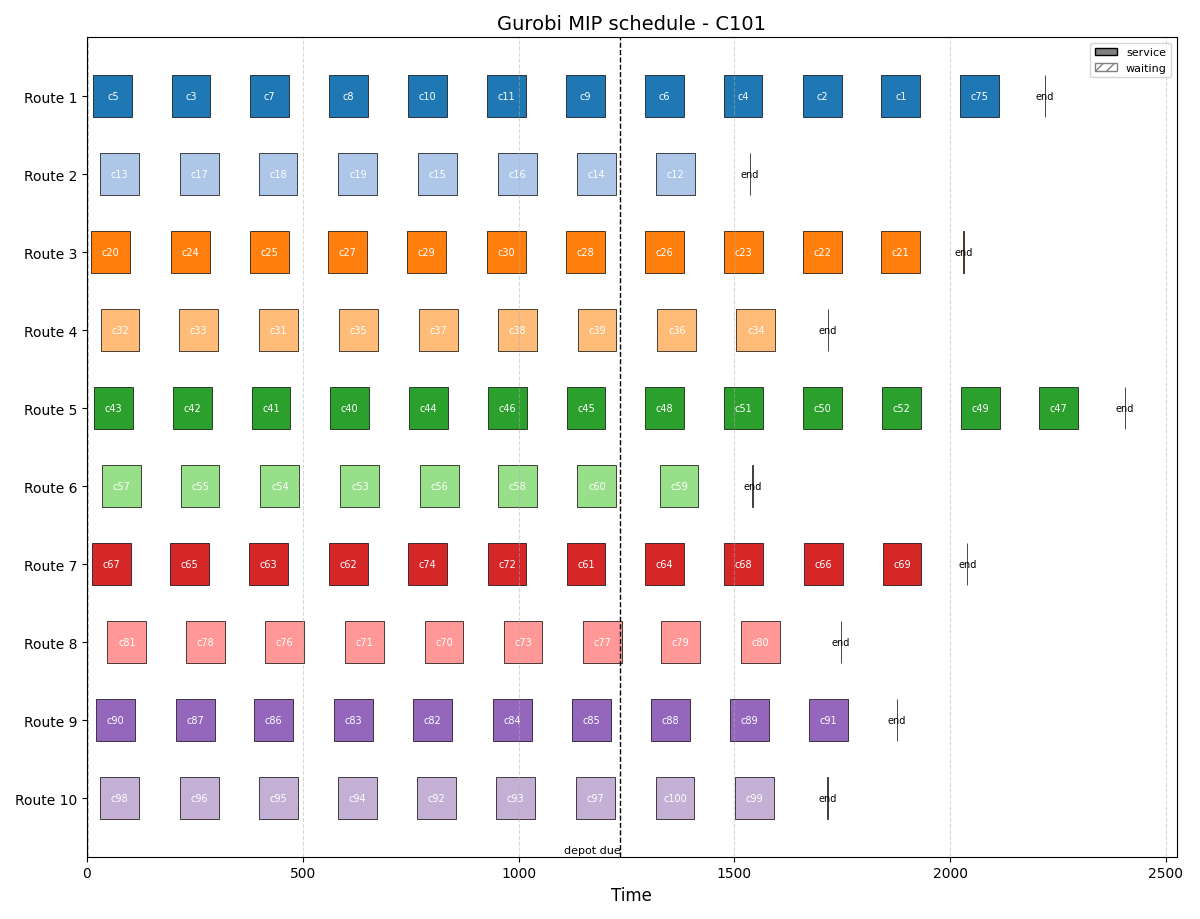 Gurobi MIP schedule - C101
service
waiting
Route 1 c5 c3 c7 c8 c10 c11 c9 c6 c4 c2 c1 c75 end
Route 2 c13 c17 c18 c19 c15 c16 c14 c12 end
Route 3 c20 c24 c25 c27 c29 c30 c28 c26 c23 c22 c21 end
Route 4 c32 c33 c31 c35 c37 c38 c39 c36 c34 end
Route 5 c43 c42 c41 c40 c44 c46 c45 c48 c51 c50 c52 c49 c47 end
Route 6 c57 c55 c54 c53 c56 c58 c60 c59 end
Route 7 c67 c65 c63 c62 c74 c72 c61 c64 c68 c66 c69 end
Route 8 c81 c78 c76 c71 c70 c73 c77 c79 c80 end
Route 9 c90 c87 c86 c83 c82 c84 c85 c88 c89 c91 end
Route 10 c98 c96 c95 c94 c92 c93 c97 c100 c99 end
depot due
0 500 1000 1500 2000 2500
Time